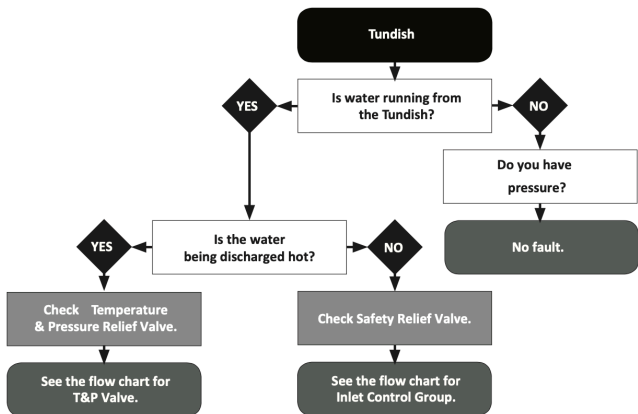 Tundish
Is water running from
the Tundish?
YES
NO
Do you have
pressure?
No fault.
Is the water
being discharged hot?
YES
NO
Check Temperature
& Pressure Relief Valve.
Check Safety Relief Valve.
See the flow chart for
T&P Valve.
See the flow chart for
Inlet Control Group.